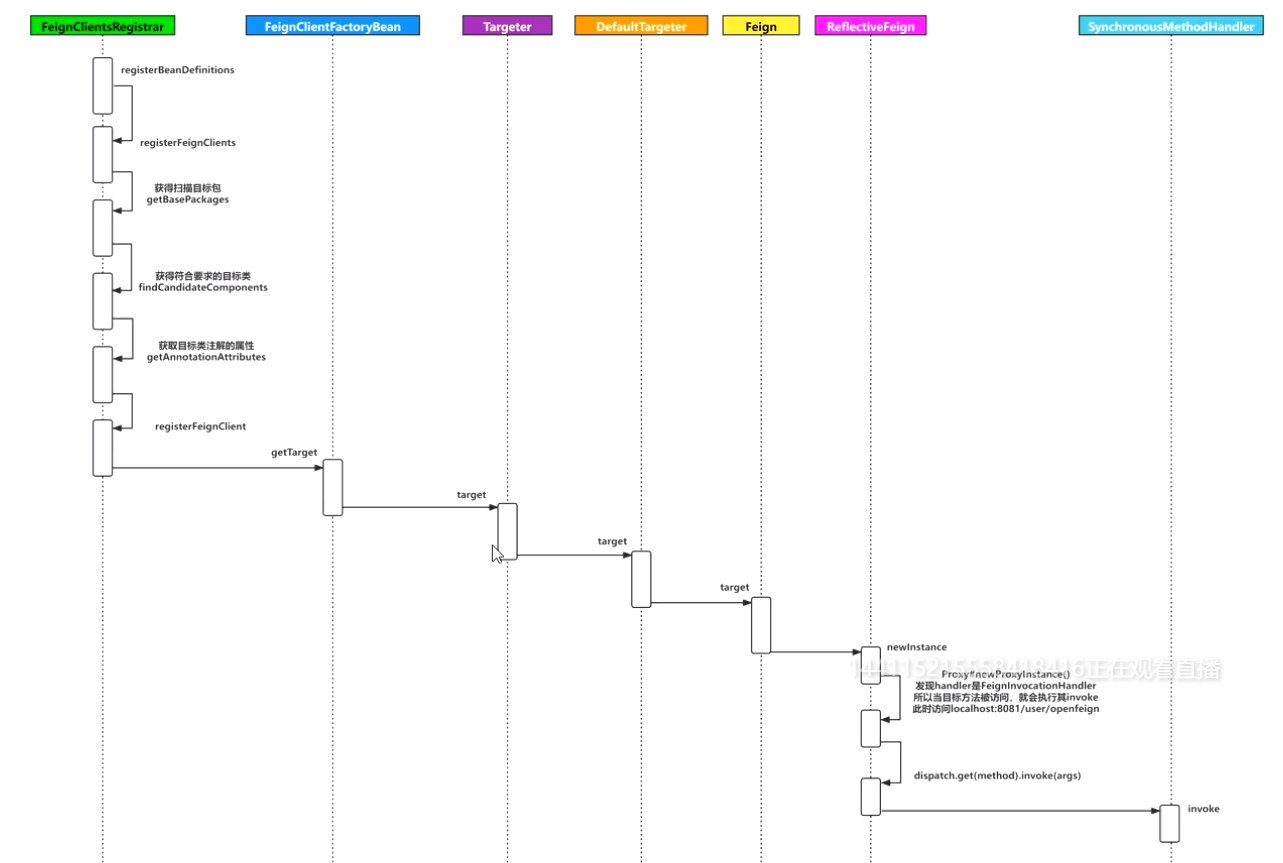 FeignClientsRegistrar
FeignClientFactoryBean
Targeter
DefaultTargeter
Feign
ReflectiveFeign
SynchronousMethodHandler
registerBeanDefinitions
registerFeignClients
获得扫描目标包
getBasePackages
获得符合要求的目标类
findCandidateComponents
获取目标类注解的属性
getAnnotationAttributes
registerFeignClient
getTarget
target
target
target
newInstance
正在观看直播
Proxy#newProxyInstance()
发现handler是FeignInvocationHandler
所以当目标方法被访问，就会执行其invoke
此时访问localhost:8081/user/openfeign
dispatch.get(method).invoke(args)
invoke